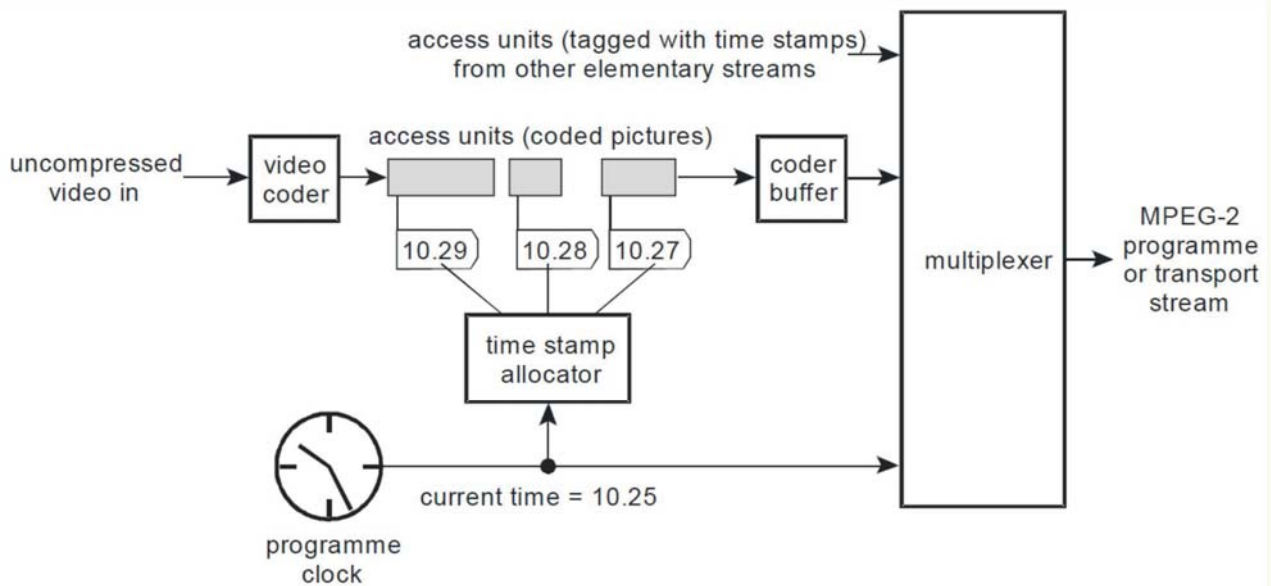 access units (tagged with time stamps)
from other elementary streams
access units (coded pictures)
uncompressed
video in
video
coder
coder
buffer
10.29
10.28
10.27
multiplexer
MPEG-2
programme
or transport
stream
time stamp
allocator
current time = 10.25
programme
clock